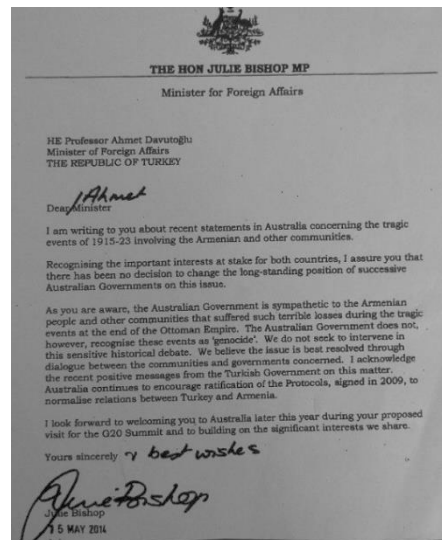 THE HON JULIE BISHOP MP
Minister for Foreign Affairs
HE Professor Ahmet Davutoğlu
Minister of Foreign Affairs
THE REPUBLIC OF TURKEY
Ahmet
Dear Minister
I am writing to you about recent statements in Australia concerning the tragic
events of 1915-23 involving the Armenian and other communities.
Recognising the important interests at stake for both countries, I assure you that
there has been no decision to change the long-standing position of successive
Australian Governments on this issue.
As you are aware, the Australian Government is sympathetic to the Armenian
people and other communities that suffered such terrible losses during the tragic
events at the end of the Ottoman Empire. The Australian Government does not,
however, recognise these events as 'genocide'. We do not seek to intervene in
this sensitive historical debate. We believe the issue is best resolved through
dialogue between the communities and governments concerned. I acknowledge
the recent positive messages from the Turkish Government on this matter.
Australia continues to encourage ratification of the Protocols, signed in 2009, to
normalise relations between Turkey and Armenia.
I look forward to welcoming you to Australia later this year during your proposed
visit for the G20 Summit and to building on the significant interests we share.
Yours sincerely & best wishes
Julie Bishop
Julie Bishop
15 MAY 2014